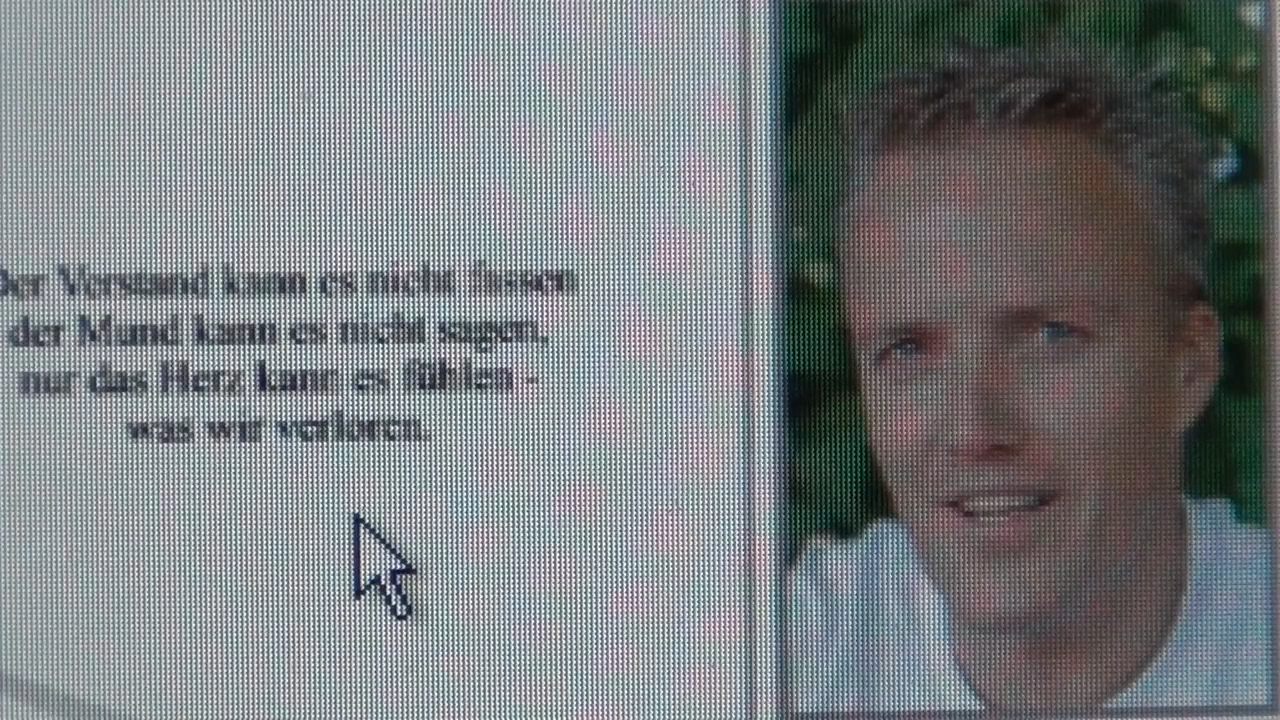 Der Verstand kann es nicht fassen
der Mund kann es nicht sagen,
nur das Herz kann es fühlen -
was wir verloren.